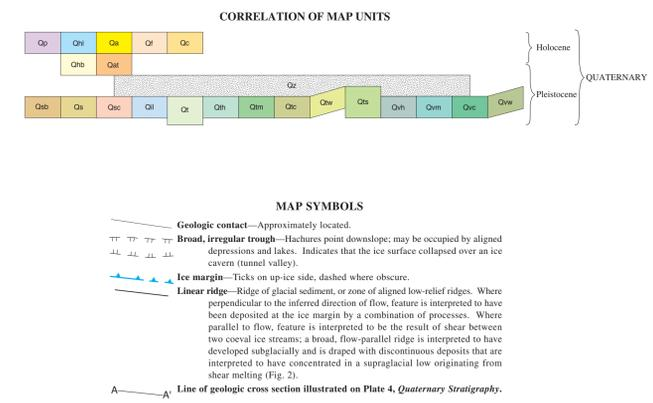 CORRELATION OF MAP UNITS
Qp Qhl Qa Qf Qc
Holocene
Qhb Qat
QUATERNARY
Qz
Pleistocene
Qsb Qs Qsc Qil Qt Qth Qtm Qtc Qtw Qts Qvh Qvm Qvc Qvw
MAP SYMBOLS
Geologic contact—Approximately located.
Broad, irregular trough—Hachures point downslope; may be occupied by aligned
depressions and lakes. Indicates that the ice surface collapsed over an ice
cavern (tunnel valley).
Ice margin—Ticks on up-ice side, dashed where obscure.
Linear ridge—Ridge of glacial sediment, or zone of aligned low-relief ridges. Where
perpendicular to the inferred direction of flow, feature is interpreted to have
been deposited at the ice margin by a combination of processes. Where
parallel to flow, feature is interpreted to be the result of shear between
two coeval ice streams; a broad, flow-parallel ridge is interpreted to have
developed subglacially and is draped with discontinuous deposits that are
interpreted to have concentrated in a supraglacial low originating from
shear melting (Fig. 2).
A A' Line of geologic cross section illustrated on Plate 4, Quaternary Stratigraphy.